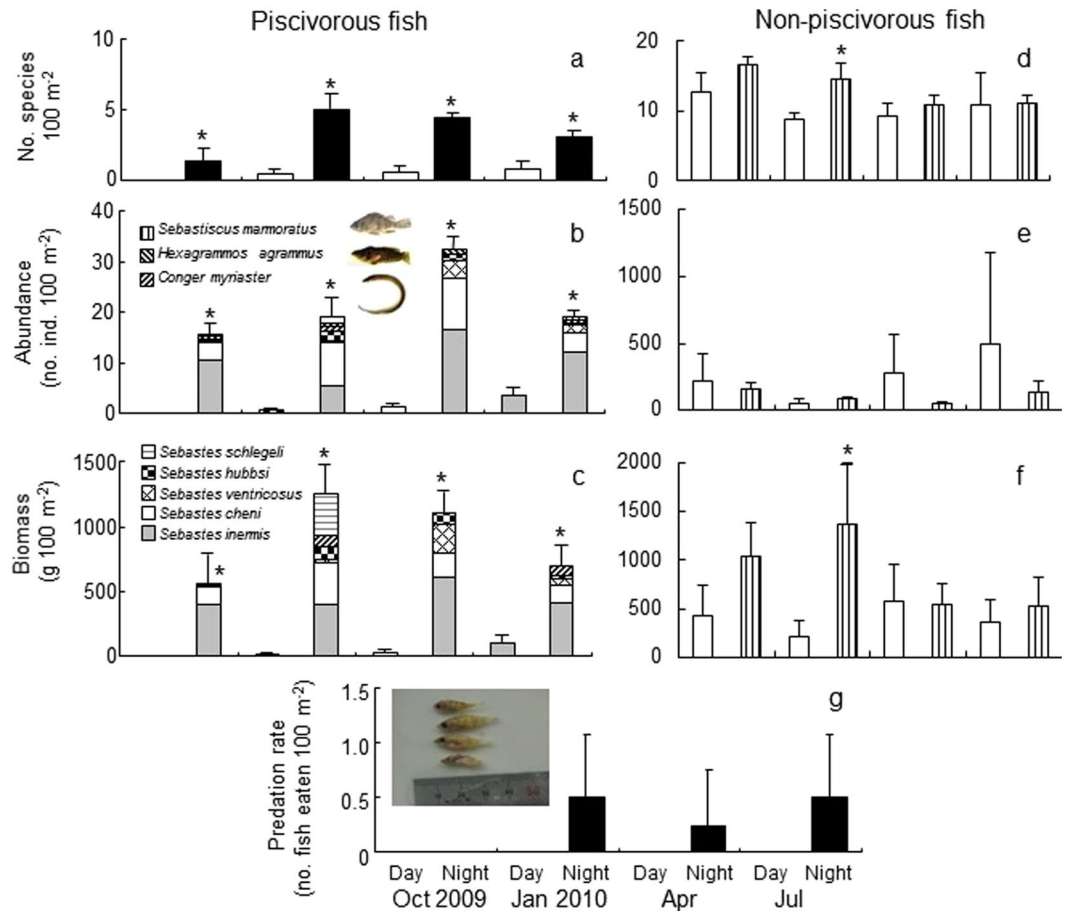 Piscivorous fish
Non-piscivorous fish
No. species
100 m-2
10
5
0
a
*
*
*
*
20
15
10
5
0
d
*
Abundance
(no. ind. 100 m-2)
40
30
20
10
0
Sebastiscus marmoratus
Hexagrammos agrammus
Conger myriaster
b
*
*
*
*
1500
1000
500
0
e
Biomass
(g 100 m-2)
1500
1000
500
0
Sebastes schlegeli
Sebastes hubbsi
Sebastes ventricosus
Sebastes cheni
Sebastes inermis
c
*
*
*
*
2000
1500
1000
500
0
f
*
Predation rate
(no. fish eaten 100 m-2)
1.5
1.0
0.5
0
g
Day Night Day Night Day Night Day Night
Oct 2009 Jan 2010 Apr Jul